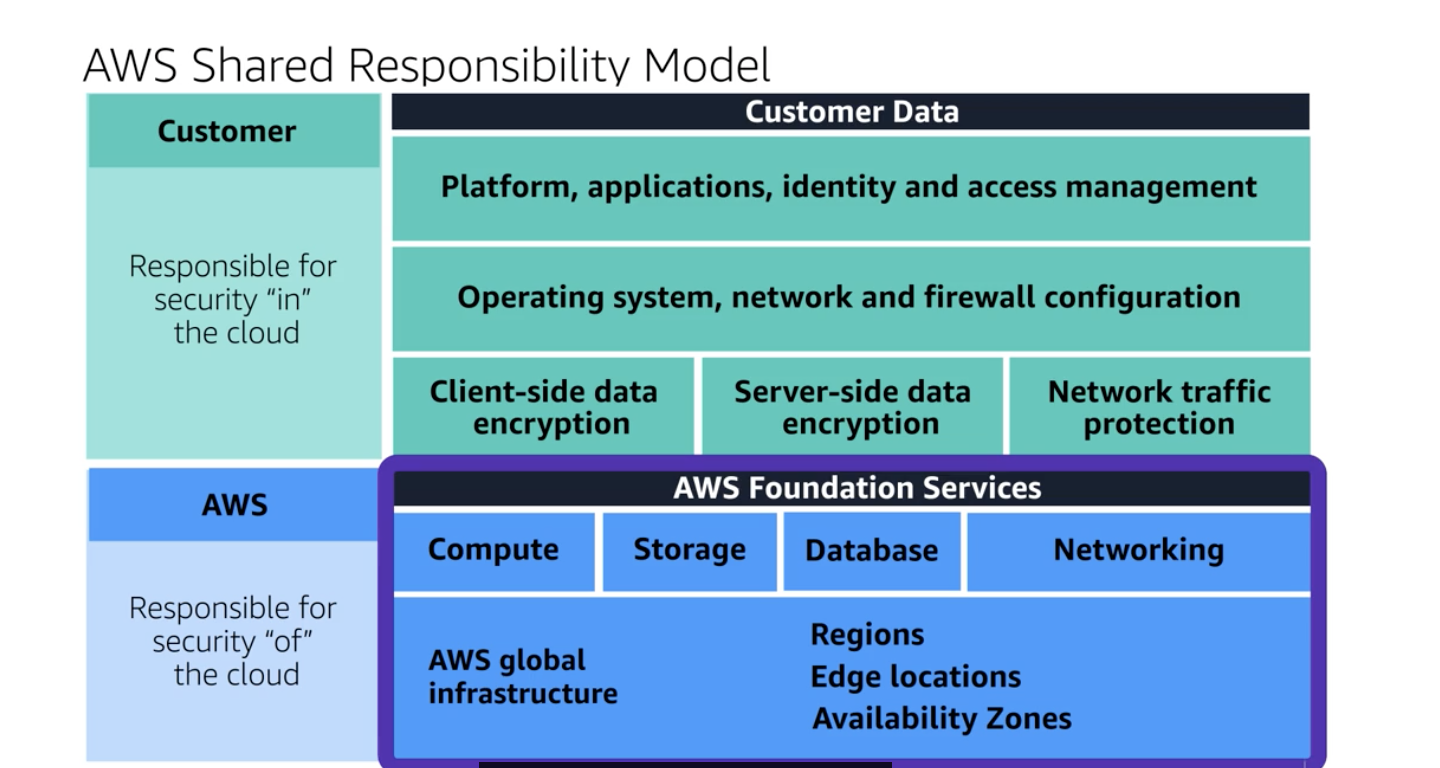 AWS Shared Responsibility Model
Customer
Responsible for
security “in”
the cloud
Customer Data
Platform, applications, identity and access management
Operating system, network and firewall configuration
Client-side data
encryption
Server-side data
encryption
Network traffic
protection
AWS
Responsible for
security “of”
the cloud
AWS Foundation Services
Compute
Storage
Database
Networking
AWS global
infrastructure
Regions
Edge locations
Availability Zones